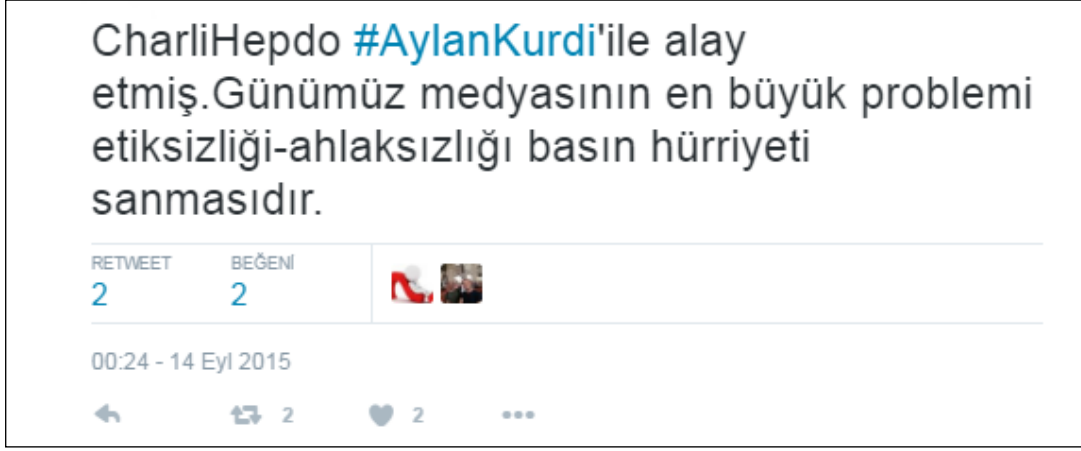 CharliHepdo #AylanKurdi'ile alay
etmiş.Günümüz medyasının en büyük problemi
etiksizliği-ahlaksızlığı basın hürriyeti
sanmasıdır.
RETWEET BEĞENİ
2 2
00:24 - 14 Eyl 2015
2 2